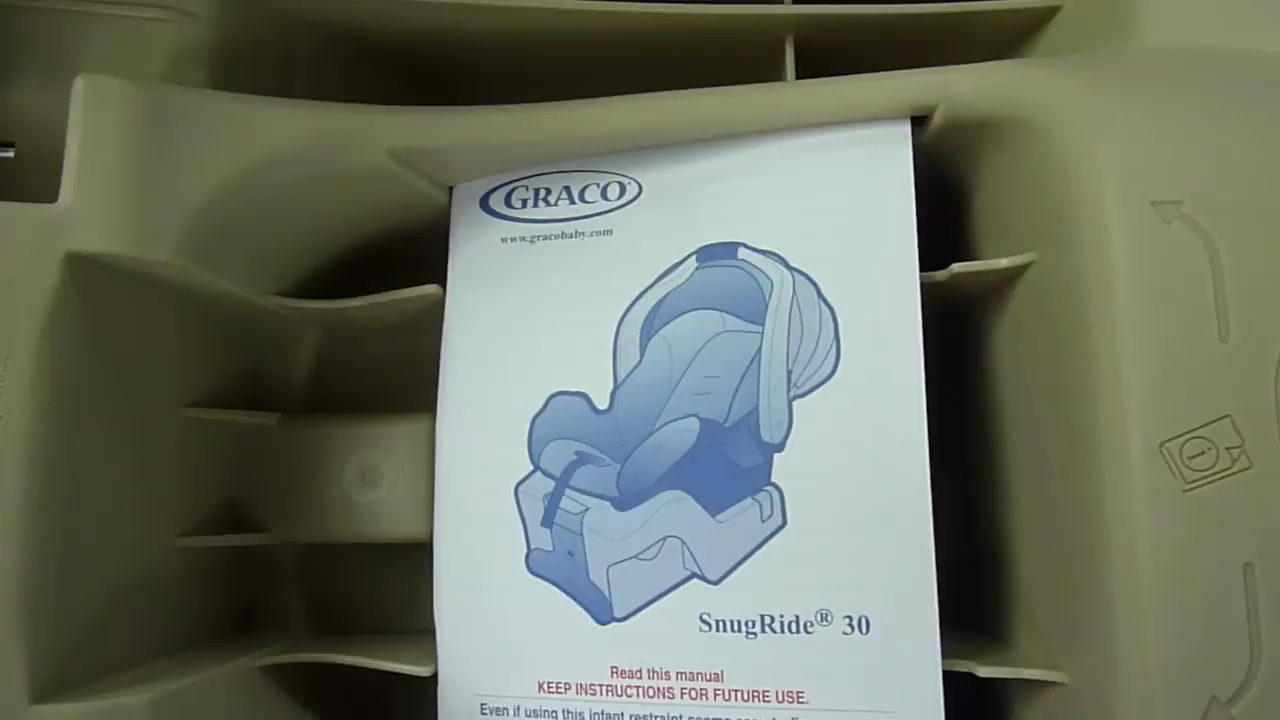 GRACO
www.gracobaby.com
SnugRide® 30
Read this manual
KEEP INSTRUCTIONS FOR FUTURE USE.
Even if using this infant restraint seems